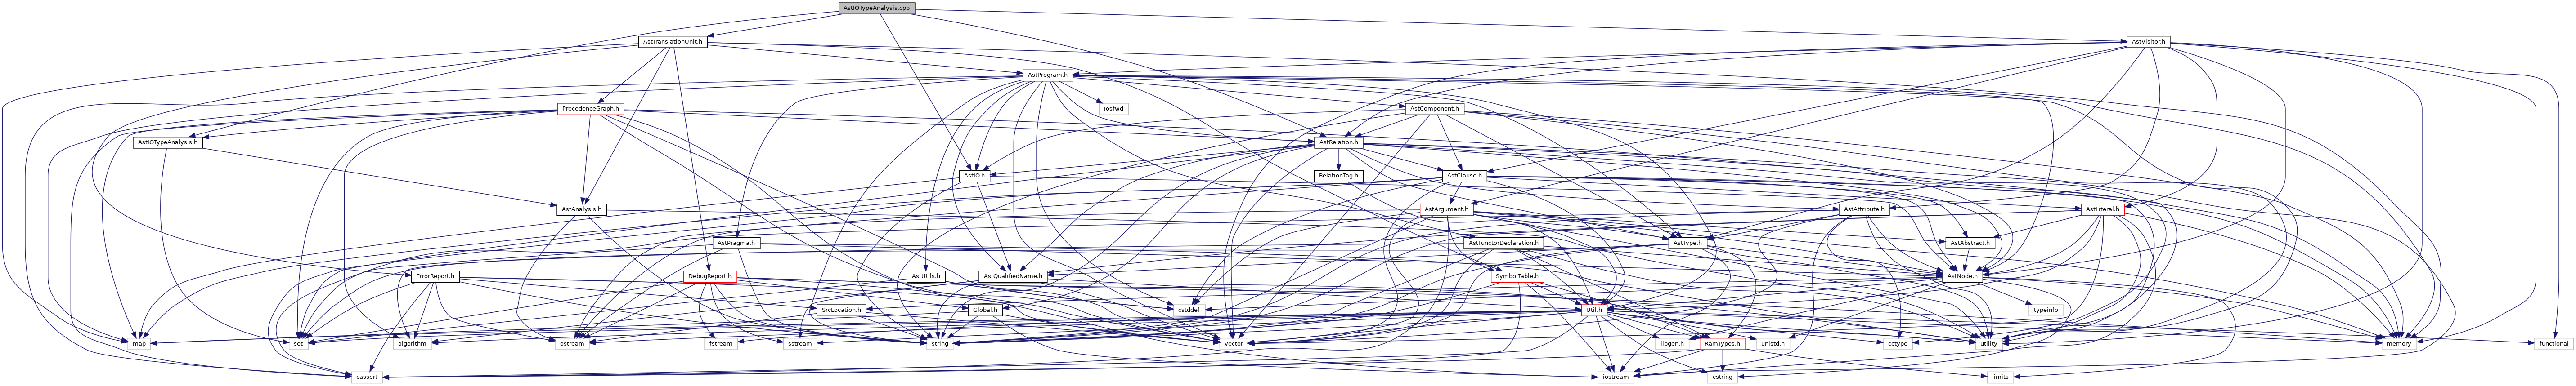 AstIOTypeAnalysis.cpp
AstTranslationUnit.h
AstVisitor.h
AstProgram.h
PrecedenceGraph.h
iosfwd
AstComponent.h
AstIOTypeAnalysis.h
AstRelation.h
AstIO.h
RelationTag.h
AstClause.h
AstAnalysis.h
AstArgument.h
AstAttribute.h
AstLiteral.h
AstPragma.h
AstFunctorDeclaration.h
AstType.h
AstAbstract.h
ErrorReport.h
DebugReport.h
AstUtils.h
AstQualifiedName.h
SymbolTable.h
AstNode.h
SrcLocation.h
Global.h
cstddef
Util.h
typeinfo
map
set
algorithm
ostream
fstream
sstream
string
vector
libgen.h
RamTypes.h
unistd.h
cctype
utility
memory
functional
cassert
iostream
cstring
limits